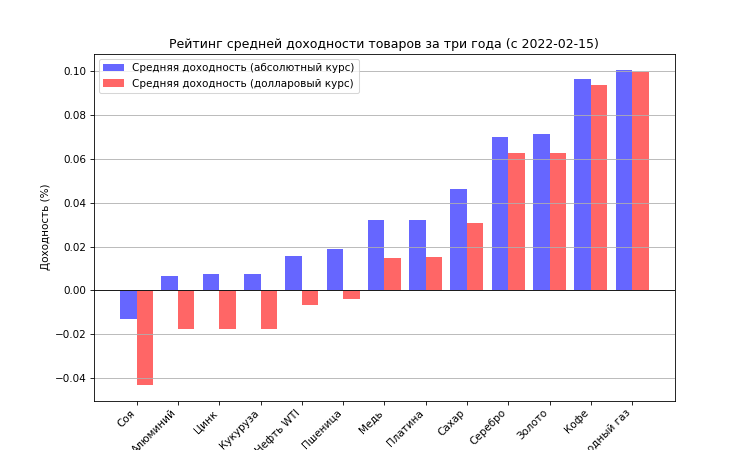 Рейтинг средней доходности товаров за три года (с 2022-02-15)
Средняя доходность (абсолютный курс)
Средняя доходность (долларовый курс)
Доходность (%)
0.10
0.08
0.06
0.04
0.02
0.00
−0.02
−0.04
Соя
Алюминий
Цинк
Кукуруза
Нефть WTI
Пшеница
Медь
Платина
Сахар
Серебро
Золото
Кофе
газ